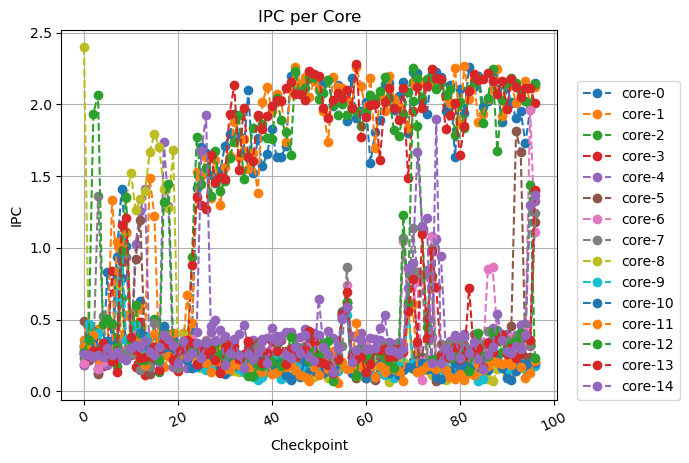 IPC per Core
IPC
2.5
2.0
1.5
1.0
0.5
0.0
0
20
40
60
80
100
Checkpoint
core-0
core-1
core-2
core-3
core-4
core-5
core-6
core-7
core-8
core-9
core-10
core-11
core-12
core-13
core-14